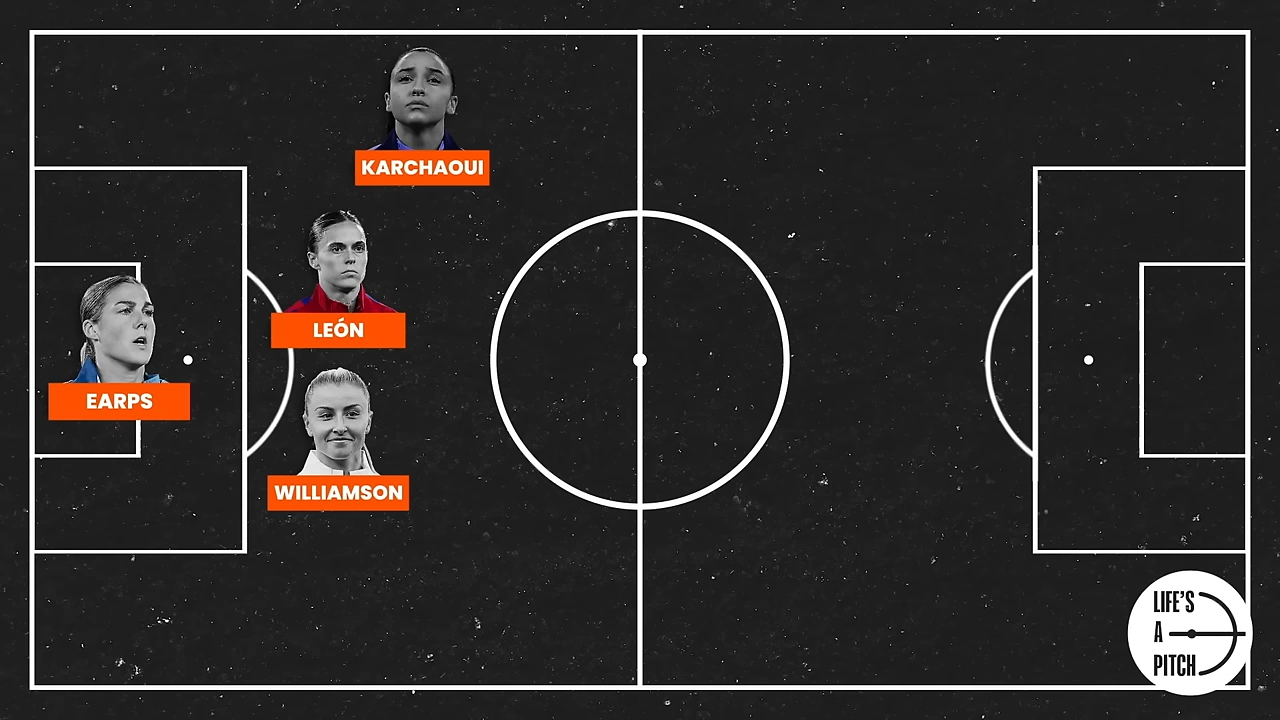 KARCHAOUI
LEÓN
EARPS
WILLIAMSON
LIFE'S
A
PITCH